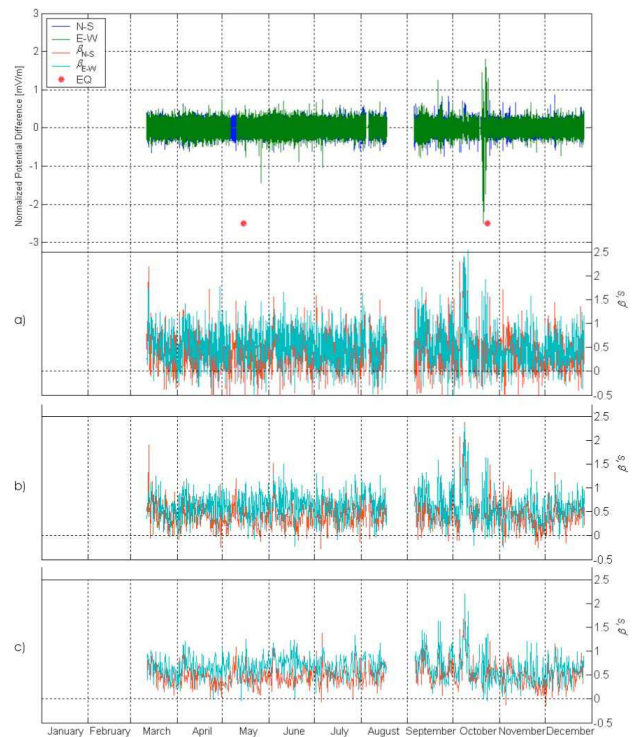 N-S
E-W
βN-S
βE-W
EQ
Normalized Potential Difference [mV/m]
3
2
1
0
-1
-2
-3
a)
2.5
2
1.5
1
0.5
0
-0.5
β's
b)
2.5
2
1.5
1
0.5
0
-0.5
β's
c)
2.5
2
1.5
1
0.5
0
-0.5
β's
January February March April May June July August September October November December